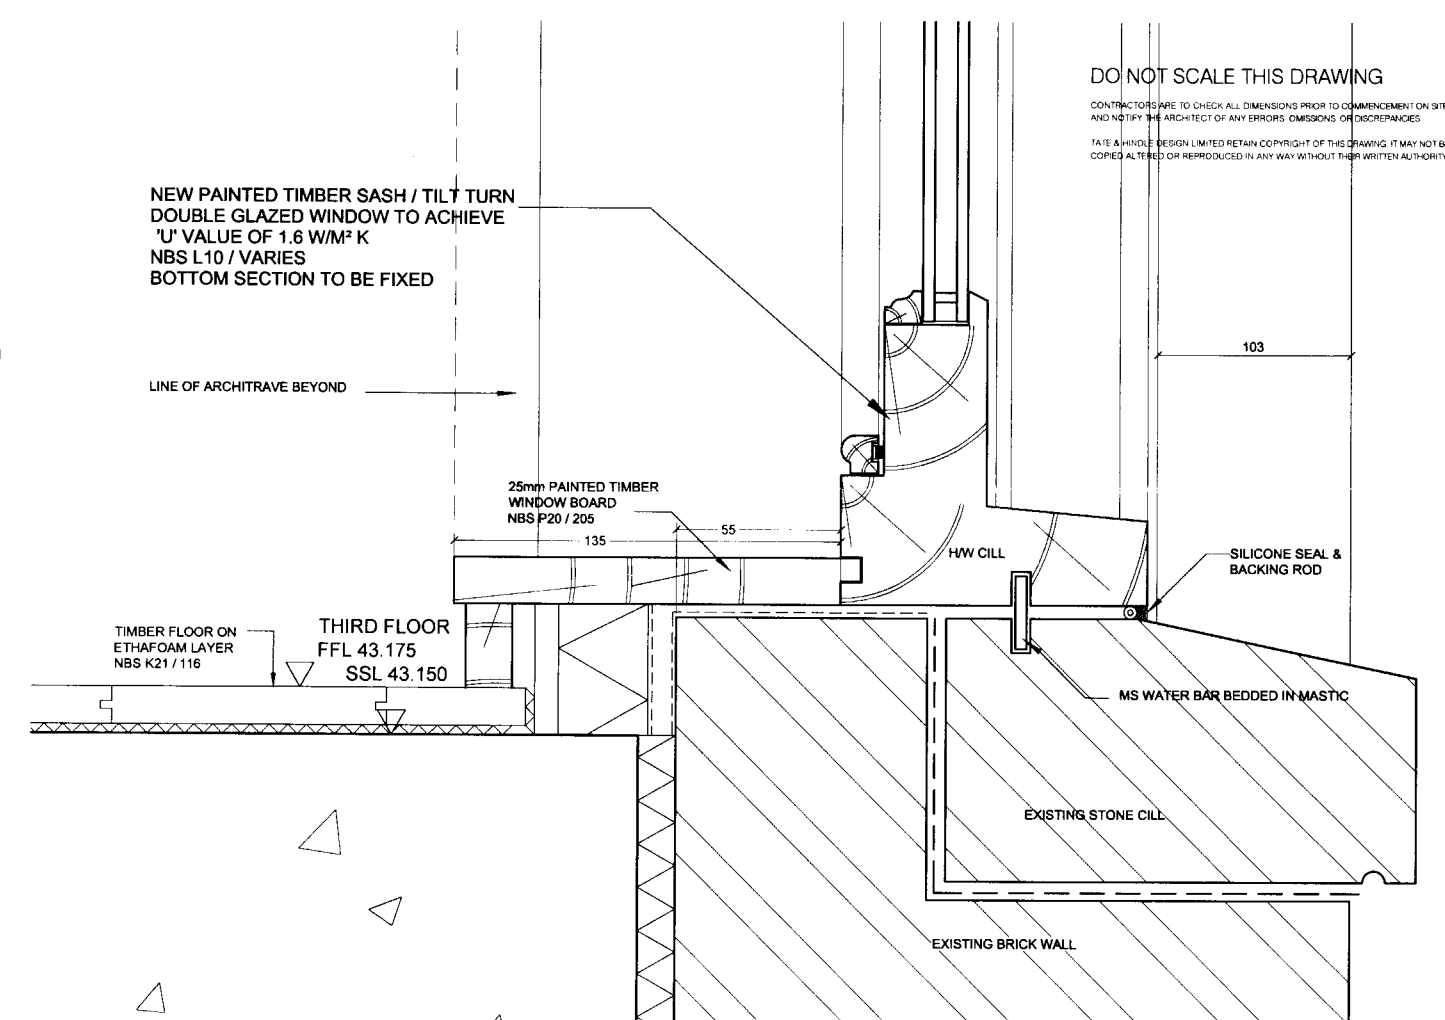 DO NOT SCALE THIS DRAWING
CONTRACTORS ARE TO CHECK ALL DIMENSIONS PRIOR TO COMMENCEMENT ON SITE
AND NOTIFY THE ARCHITECT OF ANY ERRORS OMISSIONS OR DISCREPANCIES
TATE & HINDLE DESIGN LIMITED RETAIN COPYRIGHT OF THIS DRAWING. IT MAY NOT B
COPIED ALTERED OR REPRODUCED IN ANY WAY WITHOUT THEIR WRITTEN AUTHORITY
NEW PAINTED TIMBER SASH / TILT TURN
DOUBLE GLAZED WINDOW TO ACHIEVE
'U' VALUE OF 1.6 W/M² K
NBS L10 / VARIES
BOTTOM SECTION TO BE FIXED
103
LINE OF ARCHITRAVE BEYOND
25mm PAINTED TIMBER
WINDOW BOARD
NBS P20 / 205
55
135
H/W CILL
SILICONE SEAL &
BACKING ROD
TIMBER FLOOR ON
ETHAFOAM LAYER
NBS K21 / 116
THIRD FLOOR
FFL 43.175
SSL 43.150
MS WATER BAR BEDDED IN MASTIC
EXISTING STONE CILL
EXISTING BRICK WALL